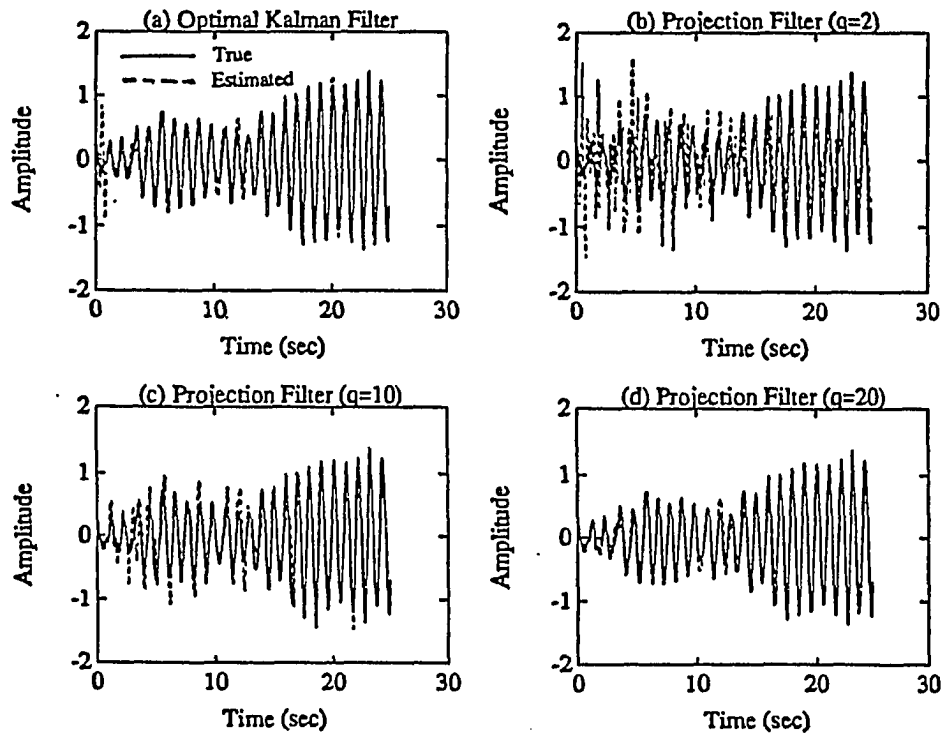 (a) Optimal Kalman Filter
True
Estimated
2
1
0
-1
-2
0
10
20
30
Amplitude
Time (sec)
(b) Projection Filter (q=2)
2
1
0
-1
-2
0
10
20
30
Amplitude
Time (sec)
(c) Projection Filter (q=10)
2
1
0
-1
-2
0
10
20
30
Amplitude
Time (sec)
(d) Projection Filter (q=20)
2
1
0
-1
-2
0
10
20
30
Amplitude
Time (sec)